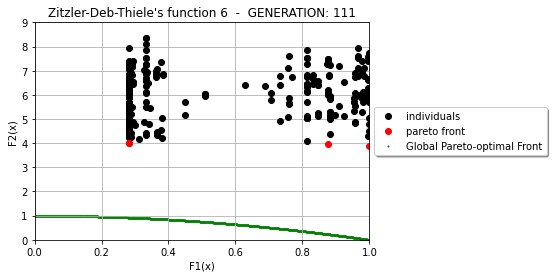 Zitzler-Deb-Thiele's function 6 - GENERATION: 111
9
8
7
6
5
4
3
2
1
0
F2(x)
0.0 0.2 0.4 0.6 0.8 1.0
F1(x)
individuals
pareto front
Global Pareto-optimal Front